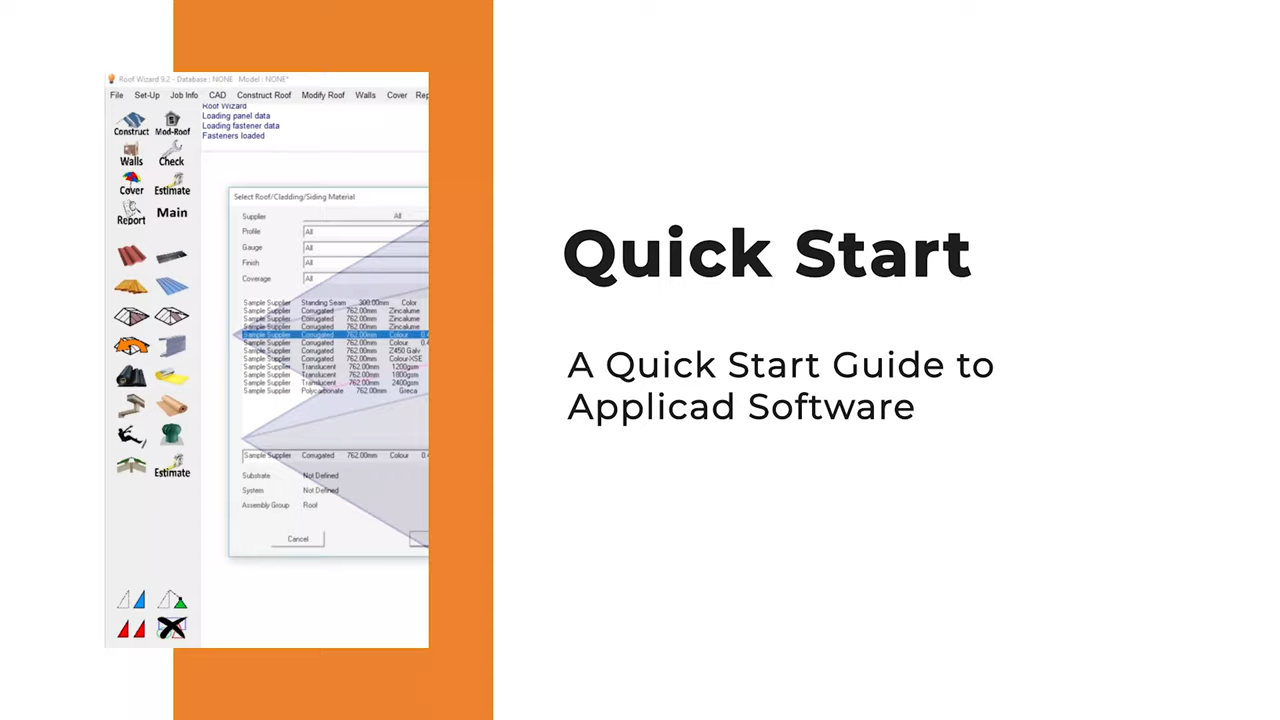 Roof Wizard 9.2 - Database : NONE Model : NONE*
File Set-Up Job Info CAD Construct Roof Modify Roof Walls Cover Rep
Roof Wizard
Loading panel data
Loading fastener data
Fasteners loaded
Construct Mod-Roof
Walls Check
Cover Estimate
Report Main
Estimate
Select Roof/Cladding/Siding Material
Supplier All
Profile All
Gauge All
Finish All
Coverage All
Sample Supplier Standing Seam 300.00mm Color
Sample Supplier Corrugated 762.00mm Zincalume
Sample Supplier Corrugated 762.00mm Zincalume
Sample Supplier Corrugated 762.00mm Zincalume
Sample Supplier Corrugated 762.00mm Colour 0.4
Sample Supplier Corrugated 762.00mm Colour 0.
Sample Supplier Corrugated 762.00mm Z450 Galv
Sample Supplier Corrugated 762.00mm Colour-XSE
Sample Supplier Translucent 762.00mm 1200gsm
Sample Supplier Translucent 762.00mm 1800gsm
Sample Supplier Translucent 762.00mm 2400gsm
Sample Supplier Polycarbonate 762.00mm Greca
Sample Supplier Corrugated 762.00mm Colour 0.4
Substrate Not Defined
System Not Defined
Assembly Group Roof
Cancel
Quick Start
A Quick Start Guide to
Applicad Software